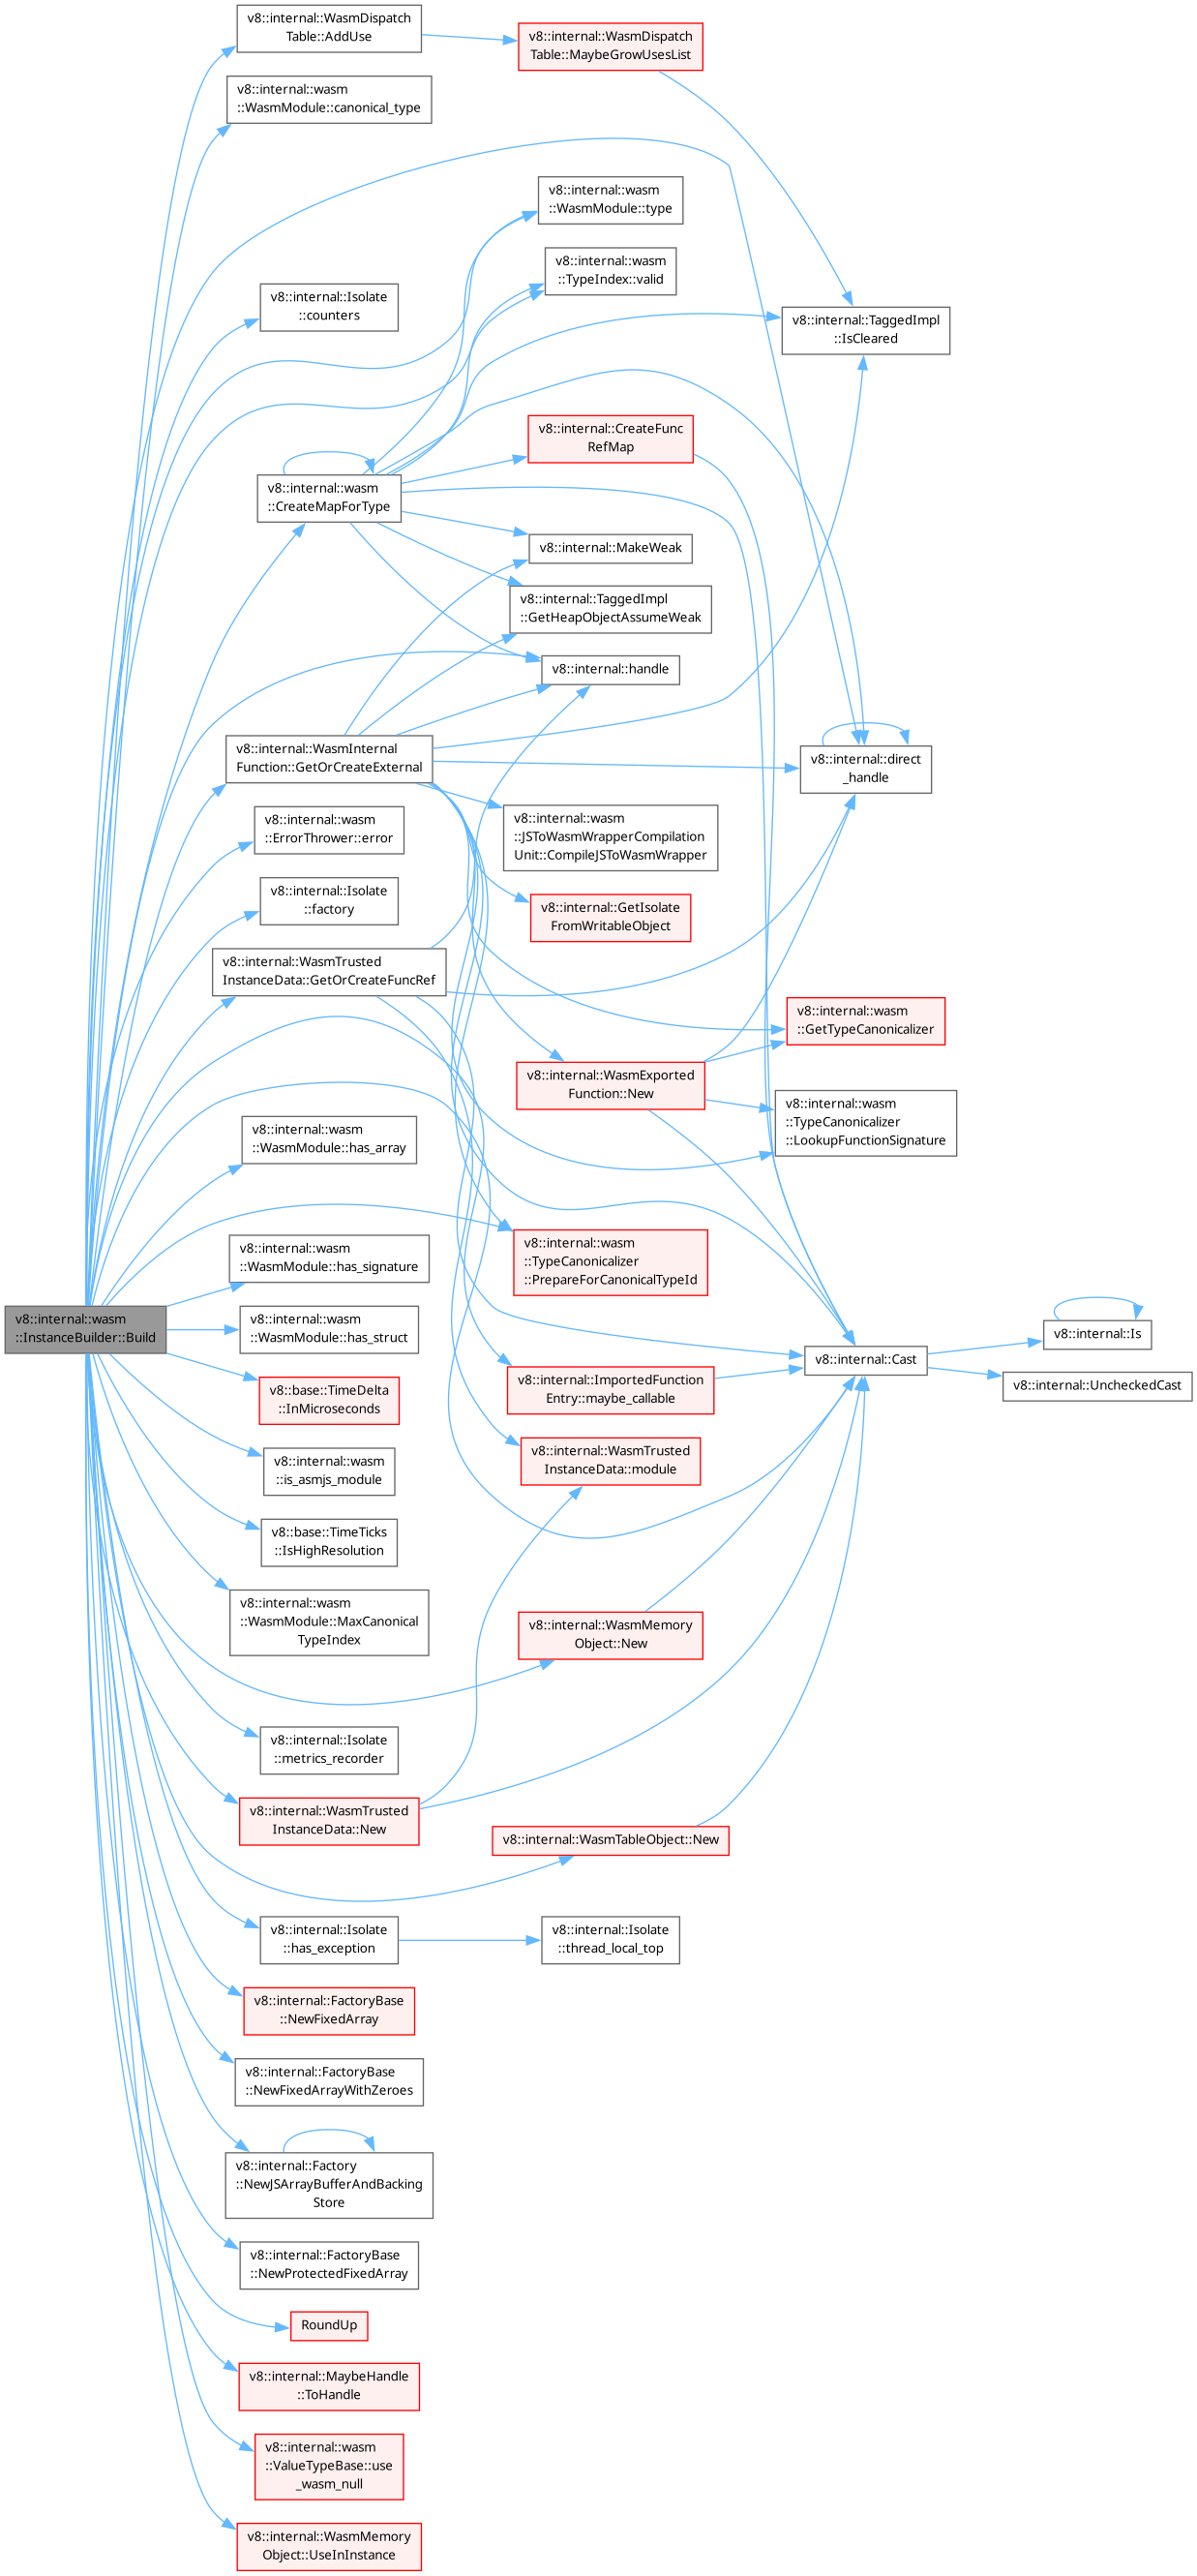 v8::internal::WasmDispatch
Table::AddUse
v8::internal::WasmDispatch
Table::MaybeGrowUsesList
v8::internal::wasm
::WasmModule::canonical_type
v8::internal::wasm
::WasmModule::type
v8::internal::wasm
::TypeIndex::valid
v8::internal::Isolate
::counters
v8::internal::TaggedImpl
::IsCleared
v8::internal::CreateFunc
RefMap
v8::internal::wasm
::CreateMapForType
v8::internal::MakeWeak
v8::internal::TaggedImpl
::GetHeapObjectAssumeWeak
v8::internal::handle
v8::internal::WasmInternal
Function::GetOrCreateExternal
v8::internal::direct
_handle
v8::internal::wasm
::ErrorThrower::error
v8::internal::wasm
::JSToWasmWrapperCompilation
Unit::CompileJSToWasmWrapper
v8::internal::Isolate
::factory
v8::internal::GetIsolate
FromWritableObject
v8::internal::WasmTrusted
InstanceData::GetOrCreateFuncRef
v8::internal::wasm
::GetTypeCanonicalizer
v8::internal::WasmExported
Function::New
v8::internal::wasm
::TypeCanonicalizer
::LookupFunctionSignature
v8::internal::wasm
::WasmModule::has_array
v8::internal::wasm
::TypeCanonicalizer
::PrepareForCanonicalTypeId
v8::internal::wasm
::WasmModule::has_signature
v8::internal::wasm
::InstanceBuilder::Build
v8::internal::wasm
::WasmModule::has_struct
v8::internal::Is
v8::internal::Cast
v8::internal::UncheckedCast
v8::base::TimeDelta
::InMicroseconds
v8::internal::ImportedFunction
Entry::maybe_callable
v8::internal::wasm
::is_asmjs_module
v8::internal::WasmTrusted
InstanceData::module
v8::base::TimeTicks
::IsHighResolution
v8::internal::wasm
::WasmModule::MaxCanonical
TypeIndex
v8::internal::WasmMemory
Object::New
v8::internal::Isolate
::metrics_recorder
v8::internal::WasmTrusted
InstanceData::New
v8::internal::WasmTableObject::New
v8::internal::Isolate
::has_exception
v8::internal::Isolate
::thread_local_top
v8::internal::FactoryBase
::NewFixedArray
v8::internal::FactoryBase
::NewFixedArrayWithZeroes
v8::internal::Factory
::NewJSArrayBufferAndBacking
Store
v8::internal::FactoryBase
::NewProtectedFixedArray
RoundUp
v8::internal::MaybeHandle
::ToHandle
v8::internal::wasm
::ValueTypeBase::use
_wasm_null
v8::internal::WasmMemory
Object::UseInInstance